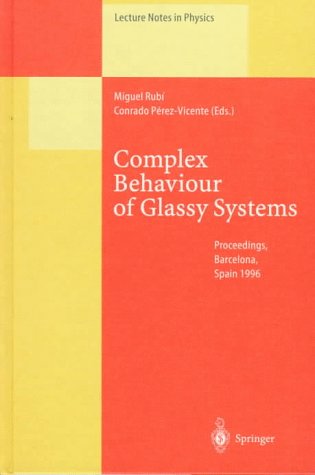 Lecture Notes in Physics
Miguel Rubí
Conrado Pérez-Vicente (Eds.)
Complex
Behaviour
of Glassy Systems
Proceedings,
Barcelona,
Spain 1996
Springer